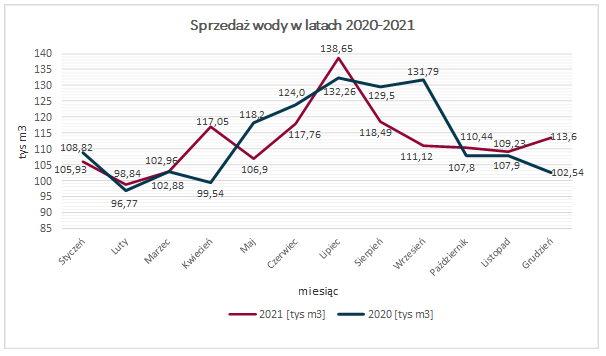 Sprzedaż wody w latach 2020-2021
tys m3
140
135
130
125
120
115
110
105
100
95
90
85
138,65
132,26
131,79
129,5
124,0
118,2
117,05
117,76
118,49
108,82
105,93
98,84
96,77
102,96
102,88
99,54
106,9
111,12
110,44
107,8
109,23
107,9
113,6
102,54
Styczeń
Luty
Marzec
Kwiecień
Maj
Czerwiec
Lipiec
Sierpień
Wrzesień
Październik
Listopad
Grudzień
miesiąc
2021 [tys m3]
2020 [tys m3]